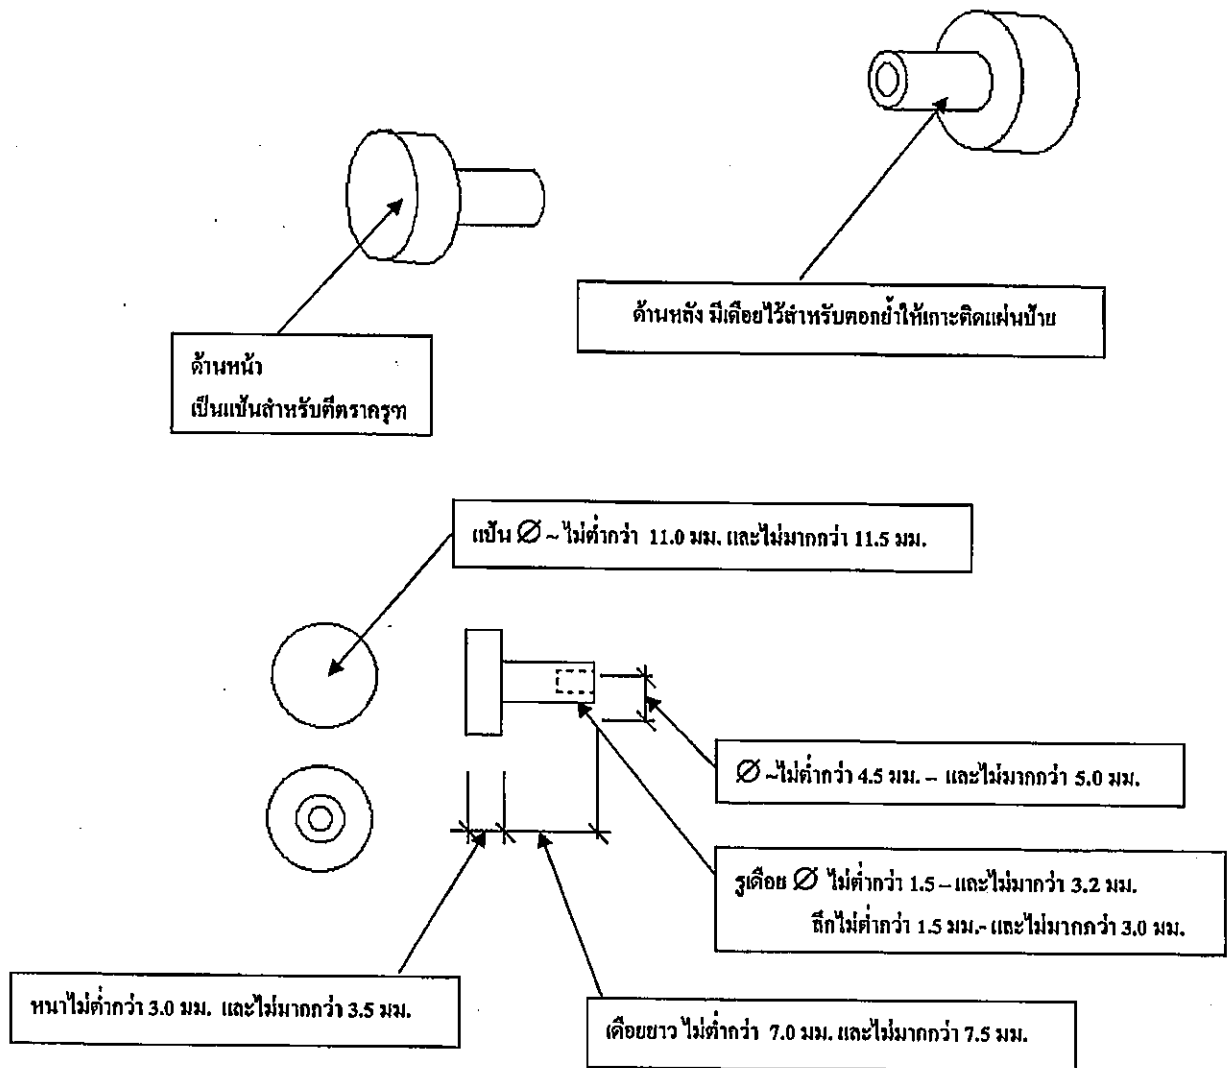 ด้านหลัง มีเดือยไว้สำหรับตอกย้ำให้เกาะติดแผ่นป้าย
ด้านหน้า
เป็นแป้นสำหรับตีตราครุฑ
แป้น Ø ~ ไม่ต่ำกว่า 11.0 มม. และไม่มากกว่า 11.5 มม.
Ø ~ไม่ต่ำกว่า 4.5 มม. – และไม่มากกว่า 5.0 มม.
รูเดือย Ø ไม่ต่ำกว่า 1.5 – และไม่มากว่า 3.2 มม.
ลึกไม่ต่ำกว่า 1.5 มม.- และไม่มากกว่า 3.0 มม.
หนาไม่ต่ำกว่า 3.0 มม. และไม่มากกว่า 3.5 มม.
เดือยยาว ไม่ต่ำกว่า 7.0 มม. และไม่มากกว่า 7.5 มม.